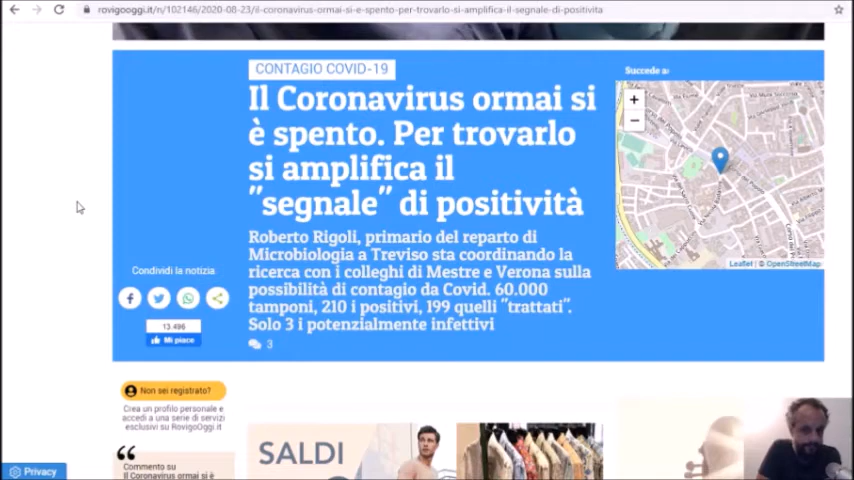 rovigooggi.it/n/102146/2020-08-23/il-coronavirus-ormai-si-e-spento-per-trovarlo-si-amplifica-il-segnale-di-positivita
CONTAGIO COVID-19
Il Coronavirus ormai si
è spento. Per trovarlo
si amplifica il
"segnale" di positività
Roberto Rigoli, primario del reparto di
Microbiologia a Treviso sta coordinando la
ricerca con i colleghi di Mestre e Verona sulla
possibilità di contagio da Covid. 60.000
tamponi, 210 i positivi, 199 quelli "trattati".
Solo 3 i potenzialmente infettivi
3
Succede a:
+
−
Leaflet | © OpenStreetMap
Condividi la notizia
13.496
Mi piace
Non sei registrato?
Crea un profilo personale e
accedi a una serie di servizi
esclusivi su RovigoOggi.it
Commento su
Il Coronavirus ormai si è
SALDI
Privacy